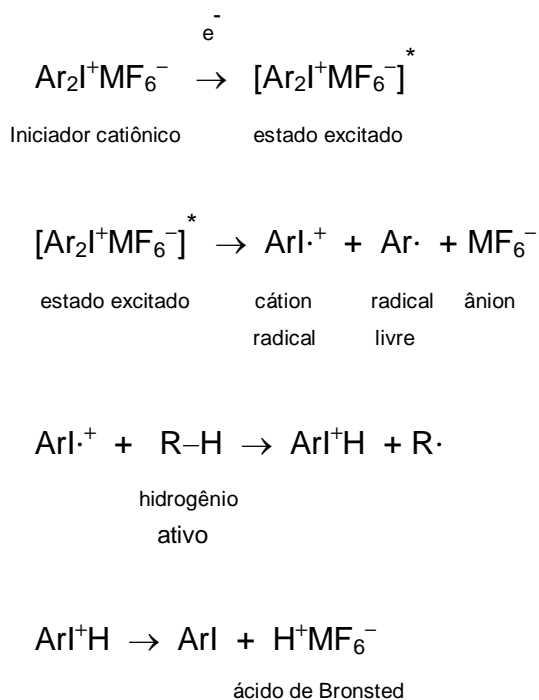 e⁻
Ar₂I⁺MF₆⁻ → [Ar₂I⁺MF₆⁻]*
Iniciador catiônico estado excitado
[Ar₂I⁺MF₆⁻]* → ArI·⁺ + Ar· + MF₆⁻
estado excitado cátion radical ânion
radical livre
ArI·⁺ + R–H → ArI⁺H + R·
hidrogênio
ativo
ArI⁺H → ArI + H⁺MF₆⁻
ácido de Bronsted